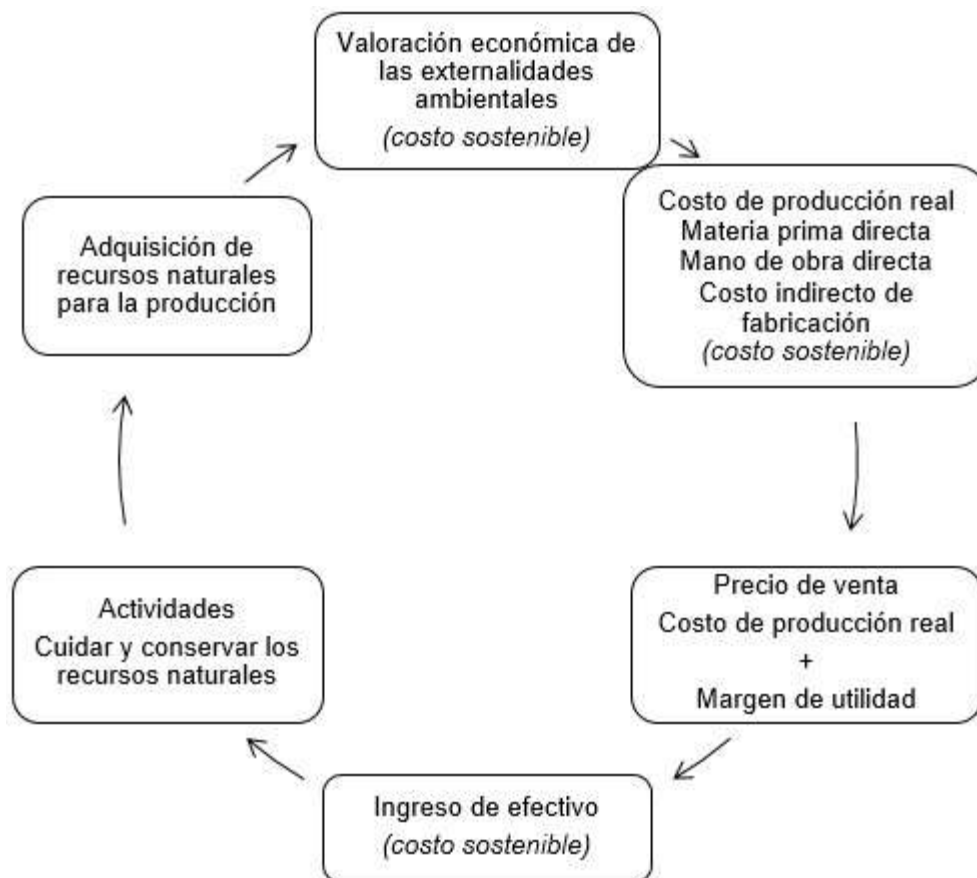 Valoración económica de
las externalidades
ambientales
(costo sostenible)
Costo de producción real
Materia prima directa
Mano de obra directa
Costo indirecto de
fabricación
(costo sostenible)
Precio de venta
Costo de producción real
+
Margen de utilidad
Ingreso de efectivo
(costo sostenible)
Actividades
Cuidar y conservar los
recursos naturales
Adquisición de
recursos naturales
para la producción